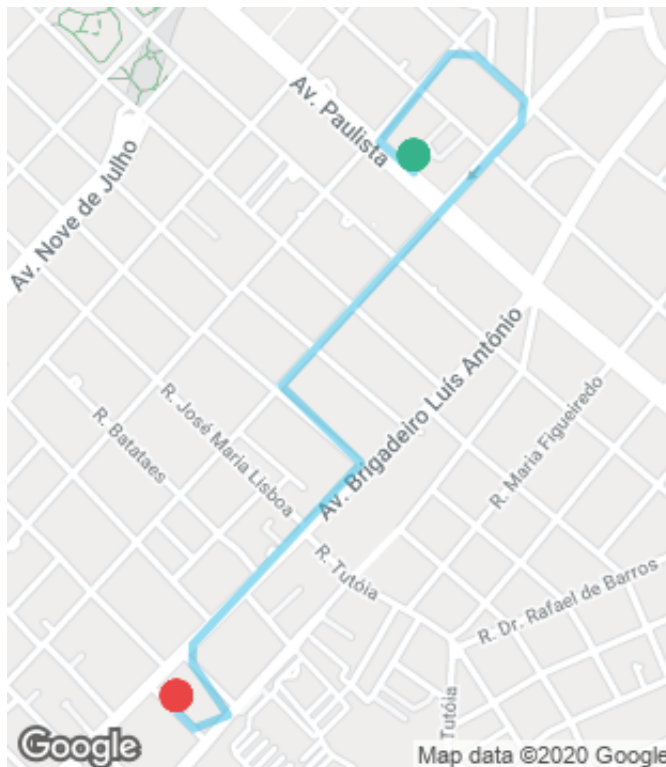 Av. Paulista
Av. Nove de Julho
Av. Brigadeiro Luís Antônio
R. José Maria Lisboa
R. Batataes
R. Maria Figueiredo
R. Tutóia
R. Dr. Rafael de Barros
Tutóia
Google
Map data ©2020 Google